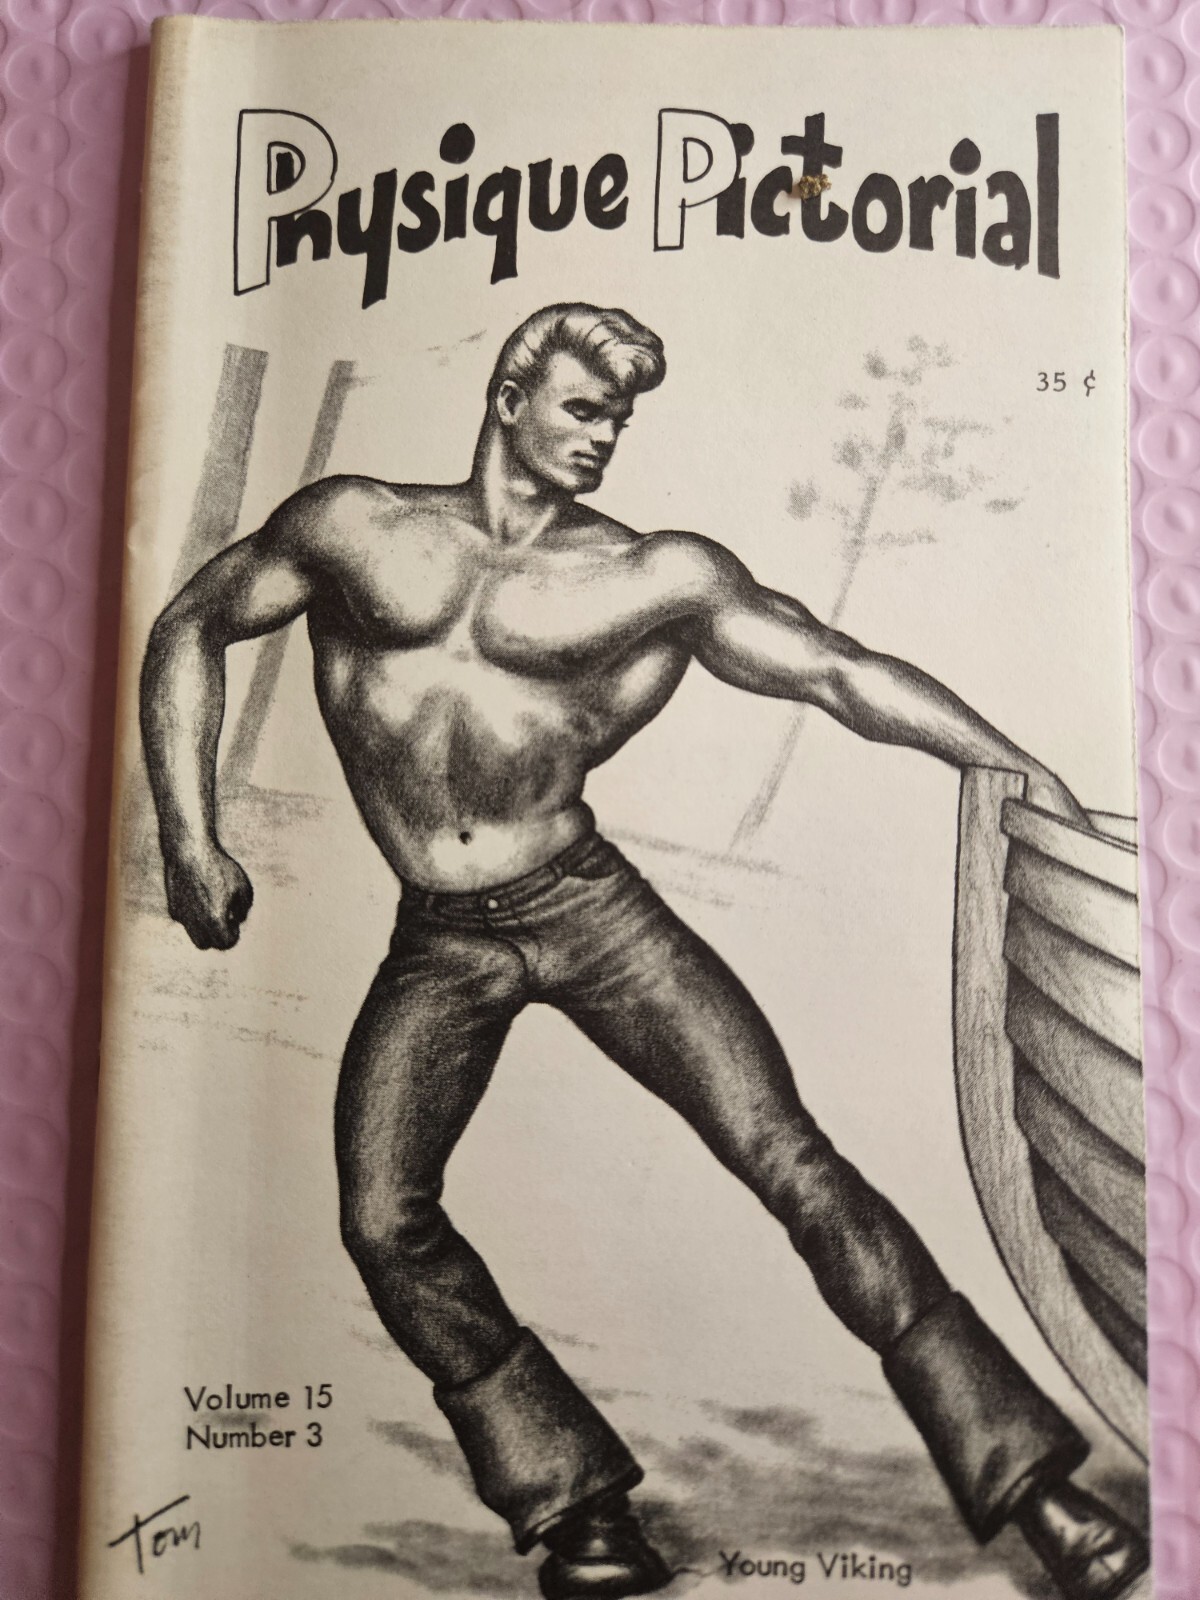 Physique Pictorial
35 ¢
Volume 15
Number 3
Tom
Young Viking